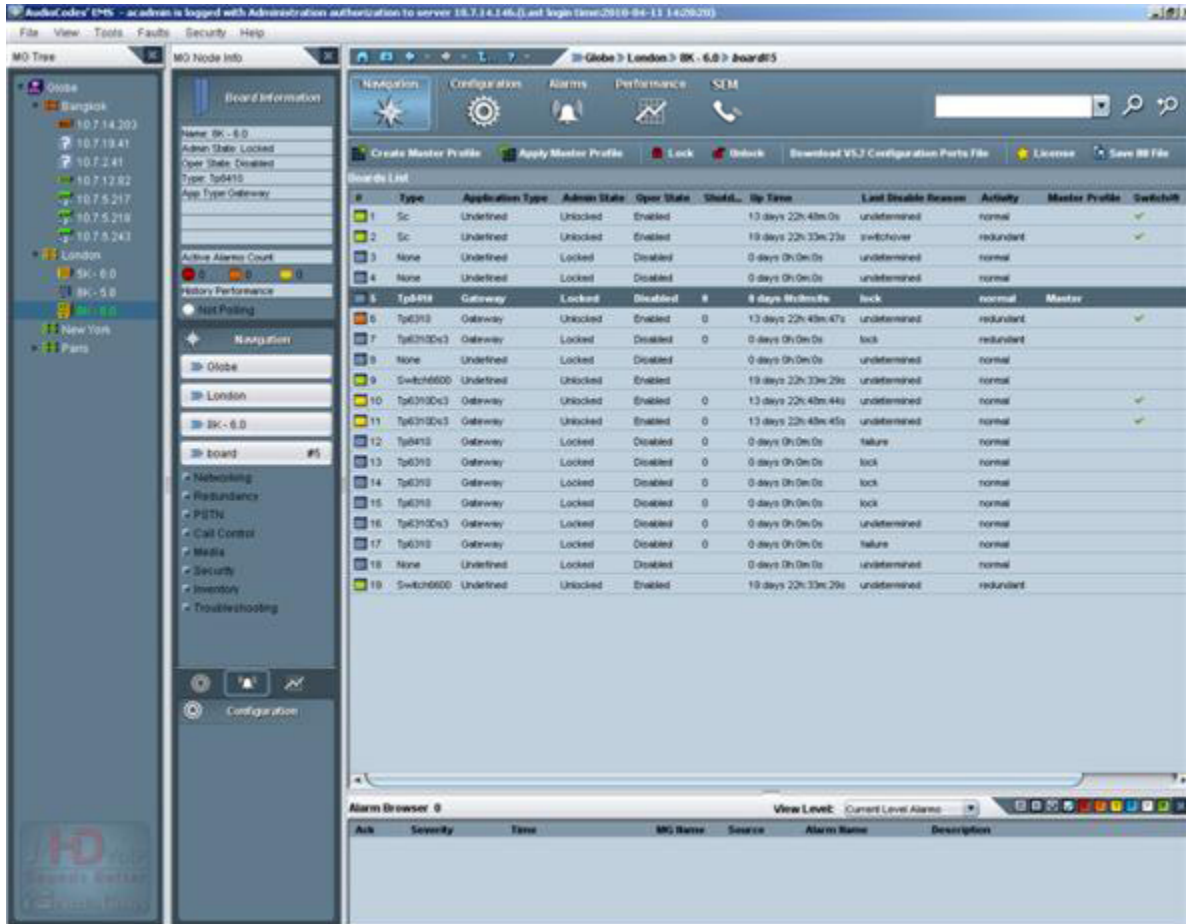 AudioCodes' EMS - acadmin is logged with Administration authorization to server 10.7.14.146.(Last login time:2010-04-11 14:20:20)
File View Tools Faults Security Help
MO Tree
Globe
Bangkok
10.7.14.203
10.7.19.41
10.7.2.41
10.7.12.82
10.7.5.217
10.7.5.218
10.7.5.243
London
5K - 6.0
8K - 5.8
8K - 6.0
New York
Paris
HD
Sounds Better
MO Node Info
Board Information
Name: 8K - 6.0
Admin State: Locked
Oper State: Disabled
Type: Tp8410
App Type:Gateway
Active Alarms Count
0 0 0
History Performance
Not Polling
Navigation
Globe
London
8K - 6.0
board #5
Networking
Redundancy
PSTN
Call Control
Media
Security
Inventory
Troubleshooting
Configuration
Globe > London > 8K - 6.0 > board#5
Navigation Configuration Alarms Performance SEM
Create Master Profile Apply Master Profile Lock Unlock Download V5.2 Configuration Ports File License Save INI File
Boards List
# Type Application Type Admin State Oper State Shutd... Up Time Last Disable Reason Activity Master Profile
1 Sc Undefined Unlocked Enabled 13 days 22h:48m:0s undetermined normal
2 Sc Undefined Unlocked Enabled 19 days 22h:33m:23s switchover redundant
3 None Undefined Locked Disabled 0 days 0h:0m:0s undetermined normal
4 None Undefined Locked Disabled 0 days 0h:0m:0s undetermined normal
5 Tp8410 Gateway Locked Disabled 0 0 days 0h:0m:0s lock normal Master
6 Tp6310 Gateway Unlocked Enabled 0 13 days 22h:48m:47s undetermined redundant
7 Tp6310Ds3 Gateway Locked Disabled 0 0 days 0h:0m:0s lock redundant
8 None Undefined Locked Disabled 0 days 0h:0m:0s undetermined normal
9 Switch6600 Undefined Unlocked Enabled 19 days 22h:33m:29s undetermined normal
10 Tp6310Ds3 Gateway Unlocked Enabled 0 13 days 22h:48m:44s undetermined normal
11 Tp6310Ds3 Gateway Unlocked Enabled 0 13 days 22h:48m:45s undetermined normal
12 Tp8410 Gateway Locked Disabled 0 0 days 0h:0m:0s failure normal
13 Tp6310 Gateway Locked Disabled 0 0 days 0h:0m:0s lock normal
14 Tp6310 Gateway Locked Disabled 0 0 days 0h:0m:0s lock normal
15 Tp6310 Gateway Locked Disabled 0 0 days 0h:0m:0s lock normal
16 Tp6310Ds3 Gateway Locked Disabled 0 0 days 0h:0m:0s undetermined normal
17 Tp6310 Gateway Locked Disabled 0 0 days 0h:0m:0s failure normal
18 None Undefined Locked Disabled 0 days 0h:0m:0s undetermined normal
19 Switch6600 Undefined Unlocked Enabled 19 days 22h:33m:29s undetermined redundant
Alarm Browser 0 View Level: Current Level Alarms
Ack Severity Time MG Name Source Alarm Name Description